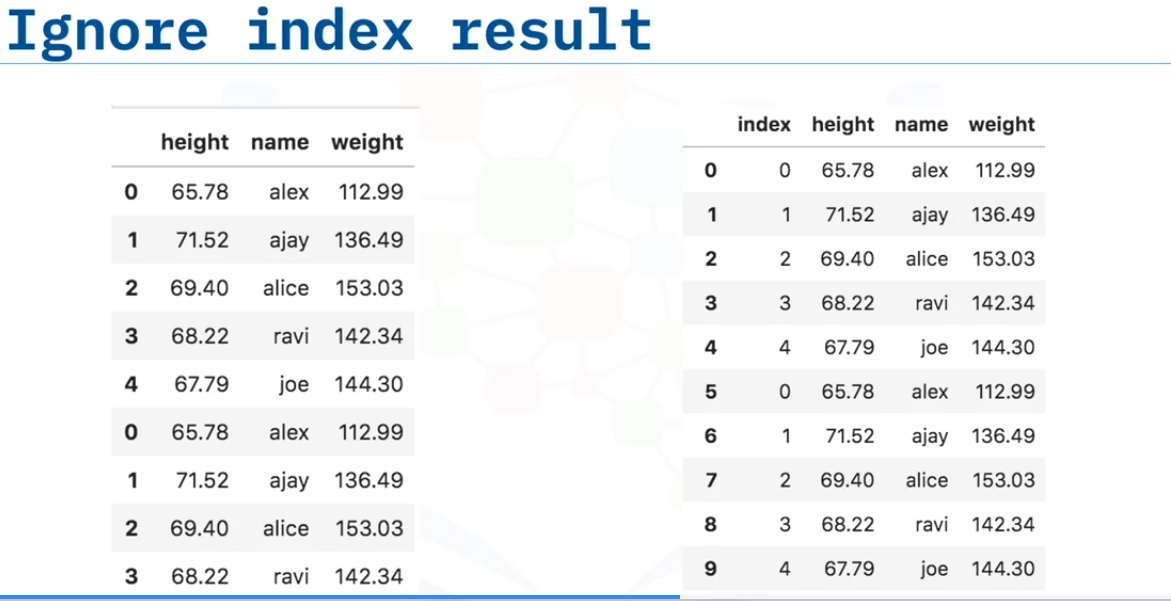 Ignore index result
height name weight
0 65.78 alex 112.99
1 71.52 ajay 136.49
2 69.40 alice 153.03
3 68.22 ravi 142.34
4 67.79 joe 144.30
0 65.78 alex 112.99
1 71.52 ajay 136.49
2 69.40 alice 153.03
3 68.22 ravi 142.34
index height name weight
0 0 65.78 alex 112.99
1 1 71.52 ajay 136.49
2 2 69.40 alice 153.03
3 3 68.22 ravi 142.34
4 4 67.79 joe 144.30
5 0 65.78 alex 112.99
6 1 71.52 ajay 136.49
7 2 69.40 alice 153.03
8 3 68.22 ravi 142.34
9 4 67.79 joe 144.30